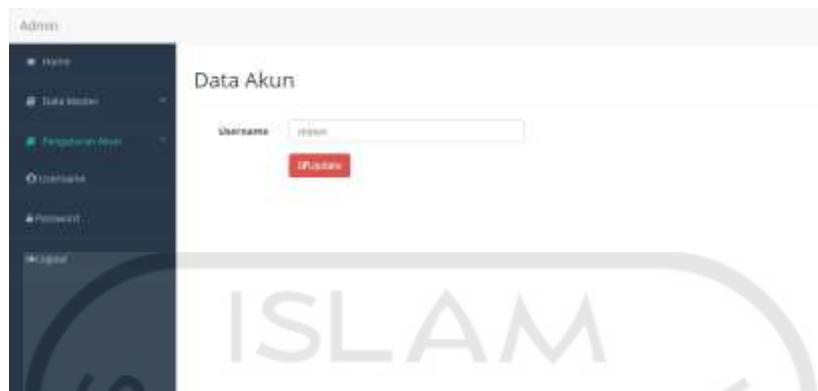 Admin
Home
Data Master
Pengaturan Akun
Username
Password
Logout
Data Akun
Username
Update
ISLAM